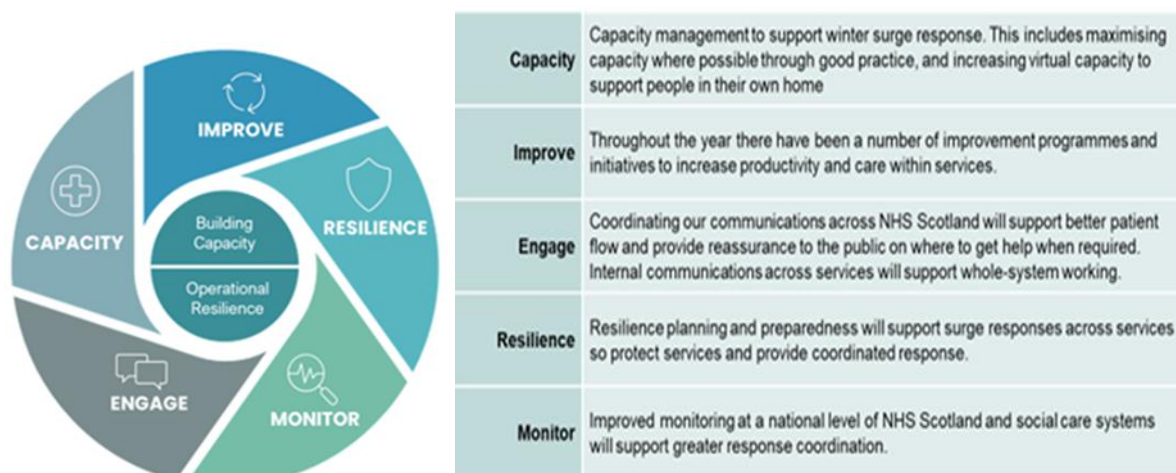 IMPROVE
CAPACITY
RESILIENCE
Building
Capacity
Operational
Resilience
ENGAGE
MONITOR
Capacity
Capacity management to support winter surge response. This includes maximising
capacity where possible through good practice, and increasing virtual capacity to
support people in their own home
Improve
Throughout the year there have been a number of improvement programmes and
initiatives to increase productivity and care within services.
Engage
Coordinating our communications across NHS Scotland will support better patient
flow and provide reassurance to the public on where to get help when required.
Internal communications across services will support whole-system working.
Resilience
Resilience planning and preparedness will support surge responses across services
so protect services and provide coordinated response.
Monitor
Improved monitoring at a national level of NHS Scotland and social care systems
will support greater response coordination.